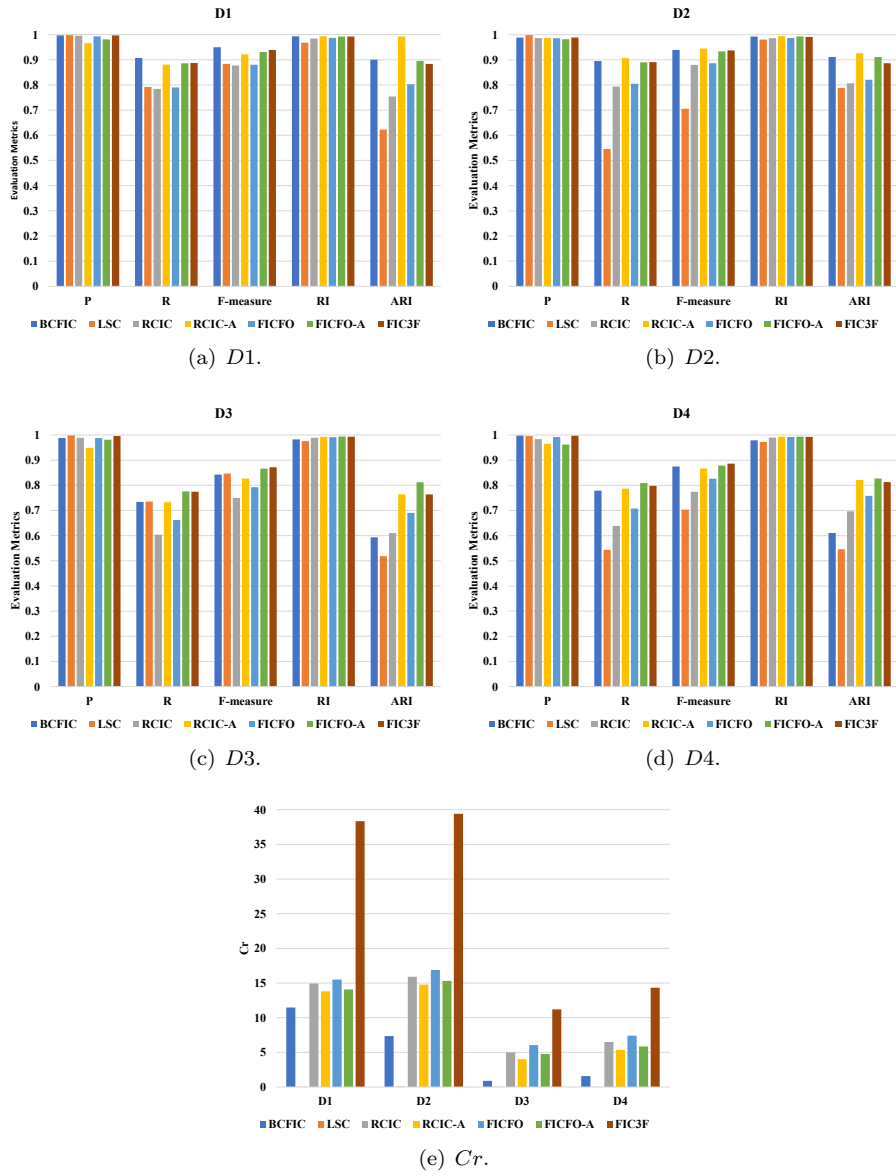 D1
1
0.9
0.8
0.7
0.6
0.5
0.4
0.3
0.2
0.1
0
Evaluation Metrics
P R F-measure RI ARI
BCFIC LSC RCIC RCIC-A FICFO FICFO-A FIC3F
(a) D1.
D2
1
0.9
0.8
0.7
0.6
0.5
0.4
0.3
0.2
0.1
0
Evaluation Metrics
P R F-measure RI ARI
BCFIC LSC RCIC RCIC-A FICFO FICFO-A FIC3F
(b) D2.
D3
1
0.9
0.8
0.7
0.6
0.5
0.4
0.3
0.2
0.1
0
Evaluation Metrics
P R F-measure RI ARI
BCFIC LSC RCIC RCIC-A FICFO FICFO-A FIC3F
(c) D3.
D4
1
0.9
0.8
0.7
0.6
0.5
0.4
0.3
0.2
0.1
0
Evaluation Metrics
P R F-measure RI ARI
BCFIC LSC RCIC RCIC-A FICFO FICFO-A FIC3F
(d) D4.
40
35
30
25
20
15
10
5
0
Cr
D1 D2 D3 D4
BCFIC LSC RCIC RCIC-A FICFO FICFO-A FIC3F
(e) Cr.